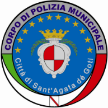 CORPO DI POLIZIA MUNICIPALE
Città di Sant'Agata de' Goti